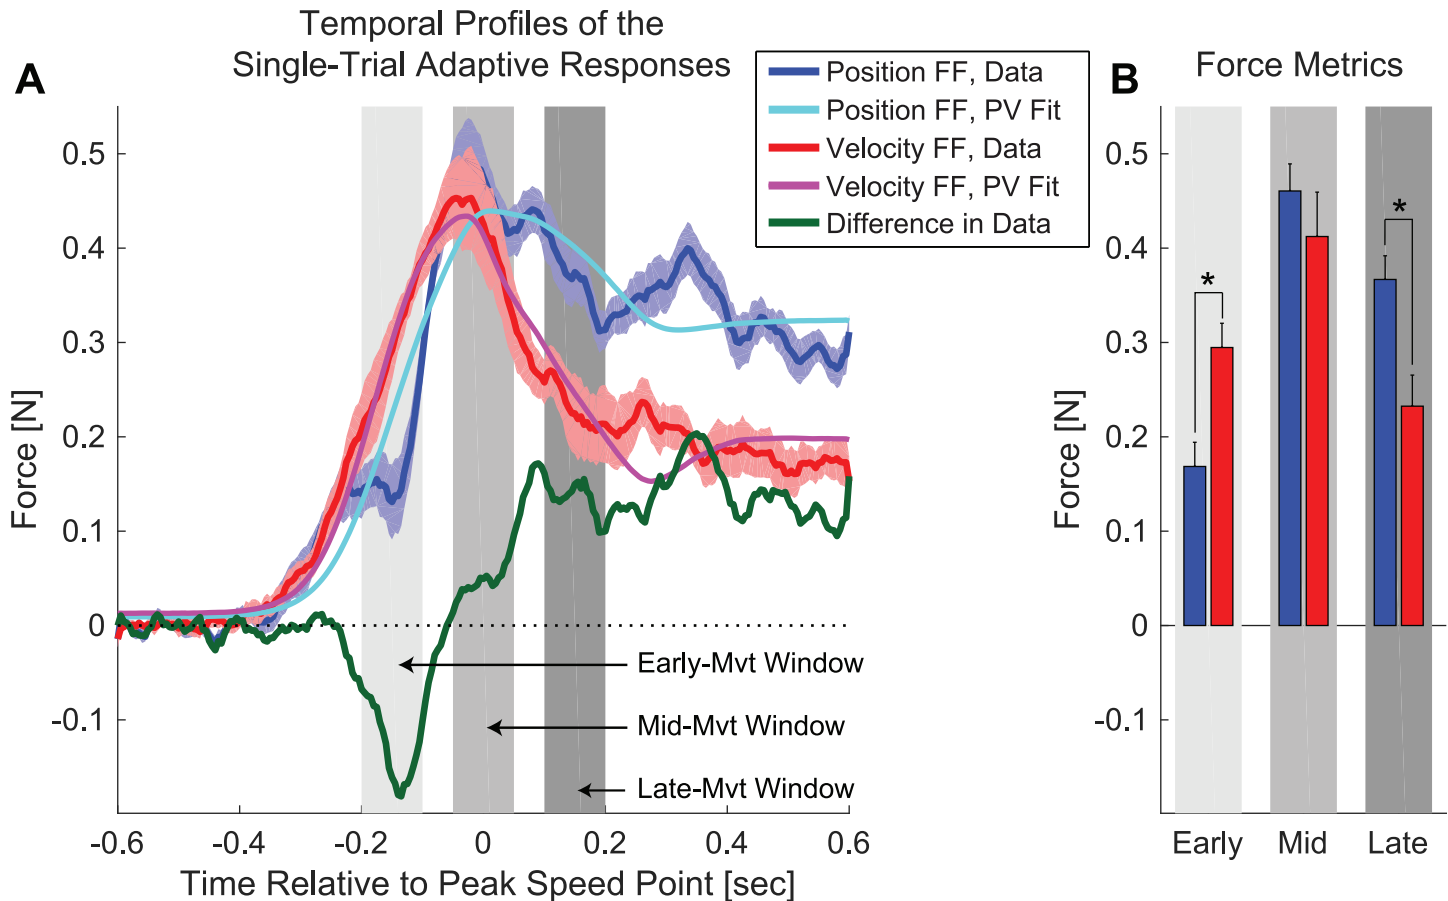 Temporal Profiles of the
Single-Trial Adaptive Responses
A
Position FF, Data
Position FF, PV Fit
Velocity FF, Data
Velocity FF, PV Fit
Difference in Data
0.5
0.4
0.3
0.2
0.1
0
-0.1
Force [N]
Early-Mvt Window
Mid-Mvt Window
Late-Mvt Window
-0.6
-0.4
-0.2
0
0.2
0.4
0.6
Time Relative to Peak Speed Point [sec]
B
Force Metrics
0.5
0.4
0.3
0.2
0.1
0
-0.1
Force [N]
*
*
Early
Mid
Late